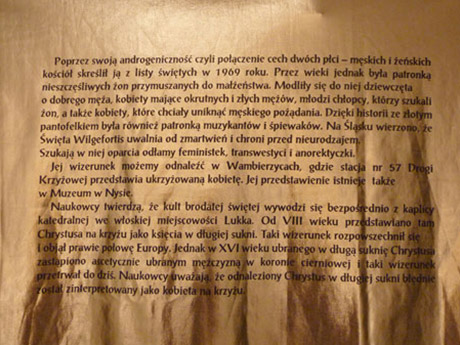 Poprzez swoją androgeniczność czyli połączenie cech dwóch płci – męskich i żeńskich
kościół skreślił ją z listy świętych w 1969 roku. Przez wieki jednak była patronką
nieszczęśliwych żon przymuszanych do małżeństwa. Modliły się do niej dziewczęta
o dobrego męża, kobiety mające okrutnych i złych mężów, młodzi chłopcy, którzy szukali
żon, a także kobiety, które chciały uniknąć męskiego pożądania. Dzięki historii ze złotym
pantofelkiem była również patronką muzykantów i śpiewaków. Na Śląsku wierzono, że
Święta Wilgefortis uwalnia od zmartwień i chroni przed nieurodzajem.
Szukają w niej oparcia odłamy feministek, transwestyci i anorektyczki.
Jej wizerunek możemy odnaleźć w Wambierzycach, gdzie stacja nr 57 Drogi
Krzyżowej przedstawia ukrzyżowaną kobietę. Jej przedstawienie istnieje także
w Muzeum w Nysie.
Naukowcy twierdzą, że kult brodatej świętej wywodzi się bezpośrednio z kaplicy
katedralnej we włoskiej miejscowości Lukka. Od VIII wieku przedstawiano tam
Chrystusa na krzyżu jako księcia w długiej sukni. Taki wizerunek rozpowszechnił się
i objął prawie połowę Europy. Jednak w XVI wieku ubranego w długą suknię Chrystusa
zastąpiono ascetycznie ubranym mężczyzną w koronie cierniowej i taki wizerunek
przetrwał do dziś. Naukowcy uważają, że odnaleziony Chrystus w długiej sukni błędnie
został zinterpretowany jako kobieta na krzyżu.